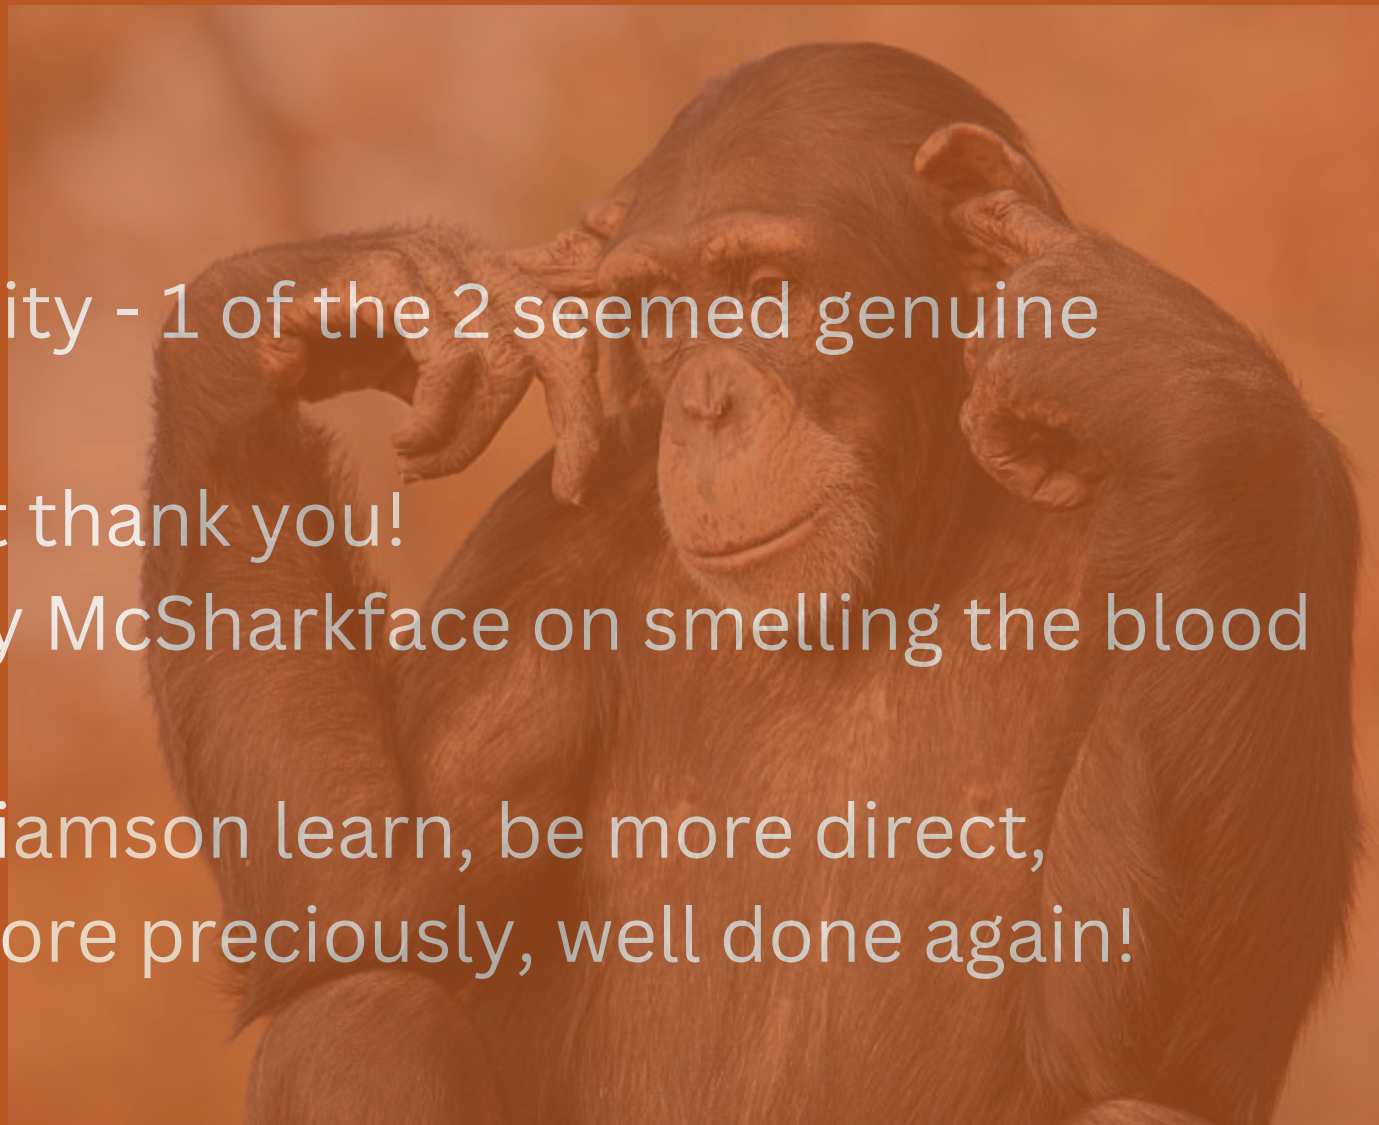 ity - 1 of the 2 seemed genuine
t thank you!
y McSharkface on smelling the blood
iamson learn, be more direct,
ore preciously, well done again!